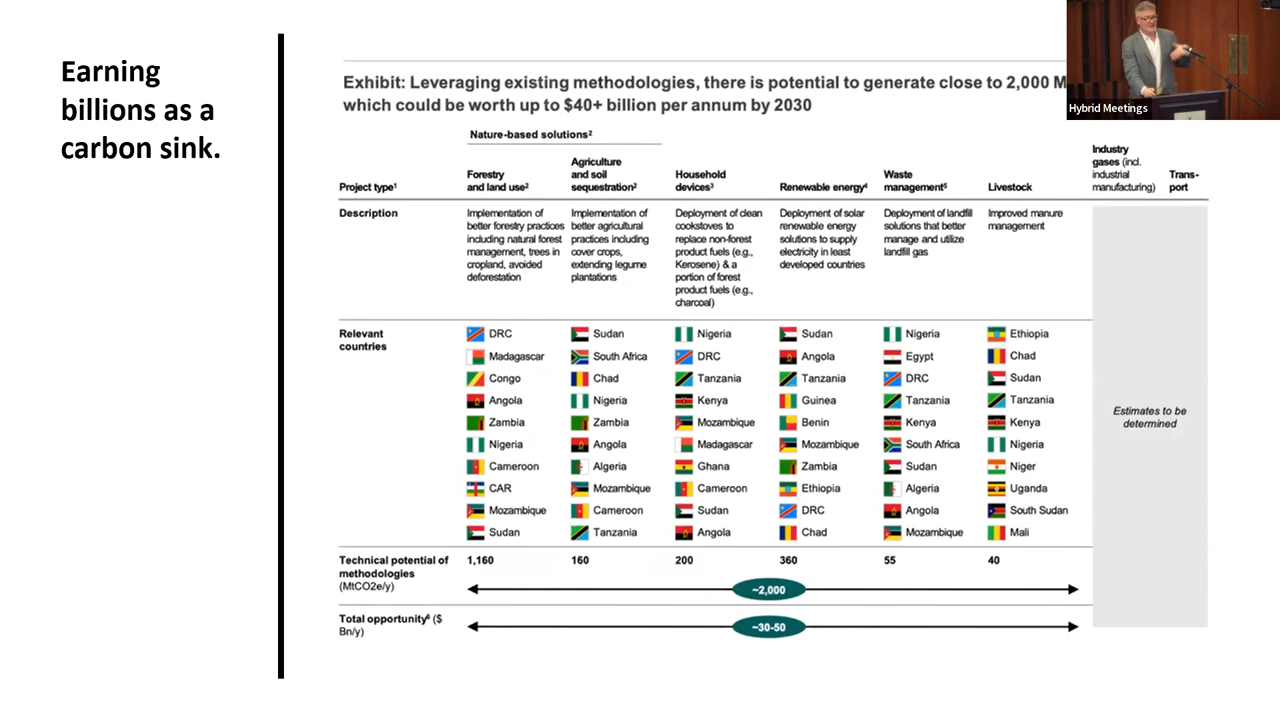 Earning
billions as a
carbon sink.
Exhibit: Leveraging existing methodologies, there is potential to generate close to 2,000 M
which could be worth up to $40+ billion per annum by 2030
Hybrid Meetings
Nature-based solutions²
Project type¹
Forestry
and land use²
Agriculture
and soil
sequestration²
Household
devices³
Renewable energy⁴
Waste
management⁵
Livestock
Industry
gases (incl.
industrial
manufacturing)
Trans-
port
Description
Implementation of
better forestry practices
including natural forest
management, trees in
cropland, avoided
deforestation
Implementation of
better agricultural
practices including
cover crops,
extending legume
plantations
Deployment of clean
cookstoves to
replace non-forest
product fuels (e.g.,
Kerosene) & a
portion of forest
product fuels (e.g.,
charcoal)
Deployment of solar
renewable energy
solutions to supply
electricity in least
developed countries
Deployment of landfill
solutions that better
manage and utilize
landfill gas
Improved manure
management
Relevant
countries
DRC
Madagascar
Congo
Angola
Zambia
Nigeria
Cameroon
CAR
Mozambique
Sudan
Sudan
South Africa
Chad
Nigeria
Zambia
Angola
Algeria
Mozambique
Cameroon
Tanzania
Nigeria
DRC
Tanzania
Kenya
Mozambique
Madagascar
Ghana
Cameroon
Sudan
Angola
Sudan
Angola
Tanzania
Guinea
Benin
Mozambique
Zambia
Ethiopia
DRC
Chad
Nigeria
Egypt
DRC
Tanzania
Kenya
South Africa
Sudan
Algeria
Angola
Mozambique
Ethiopia
Chad
Sudan
Tanzania
Kenya
Nigeria
Niger
Uganda
South Sudan
Mali
Estimates to be
determined
Technical potential of
methodologies
(MtCO2e/y)
1,160
160
200
360
55
40
~2,000
Total opportunity⁶ ($
Bn/y)
~30-50